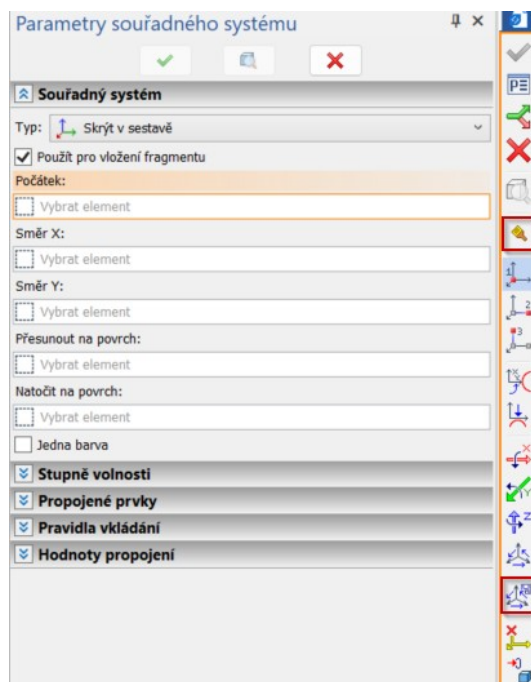 Parametry souřadného systému
Souřadný systém
Typ: Skrýt v sestavě
Použít pro vložení fragmentu
Počátek:
Vybrat element
Směr X:
Vybrat element
Směr Y:
Vybrat element
Přesunout na povrch:
Vybrat element
Natočit na povrch:
Vybrat element
Jedna barva
Stupně volnosti
Propojené prvky
Pravidla vkládání
Hodnoty propojení